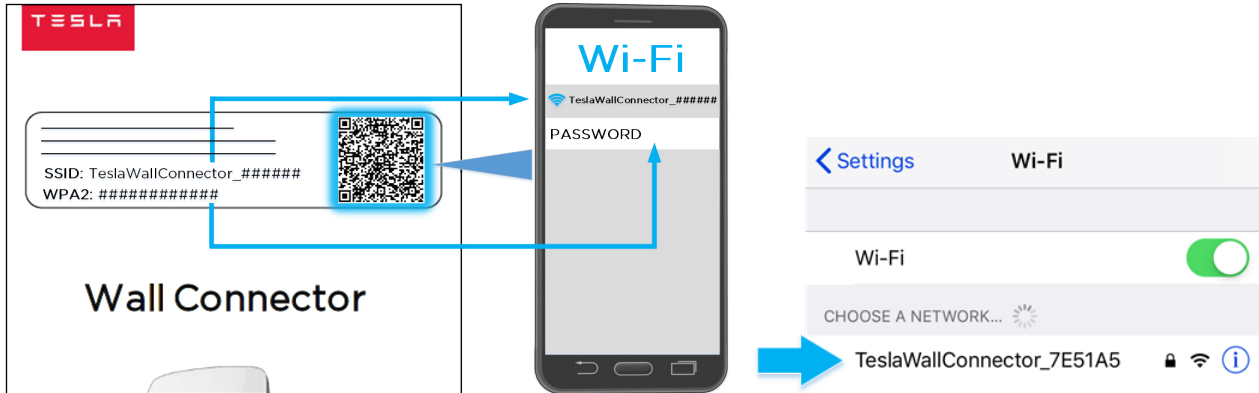 TESLA
SSID: TeslaWallConnector_######
WPA2: ############
Wall Connector
Wi-Fi
TeslaWallConnector_######
PASSWORD
Settings
Wi-Fi
Wi-Fi
CHOOSE A NETWORK...
TeslaWallConnector_7E51A5